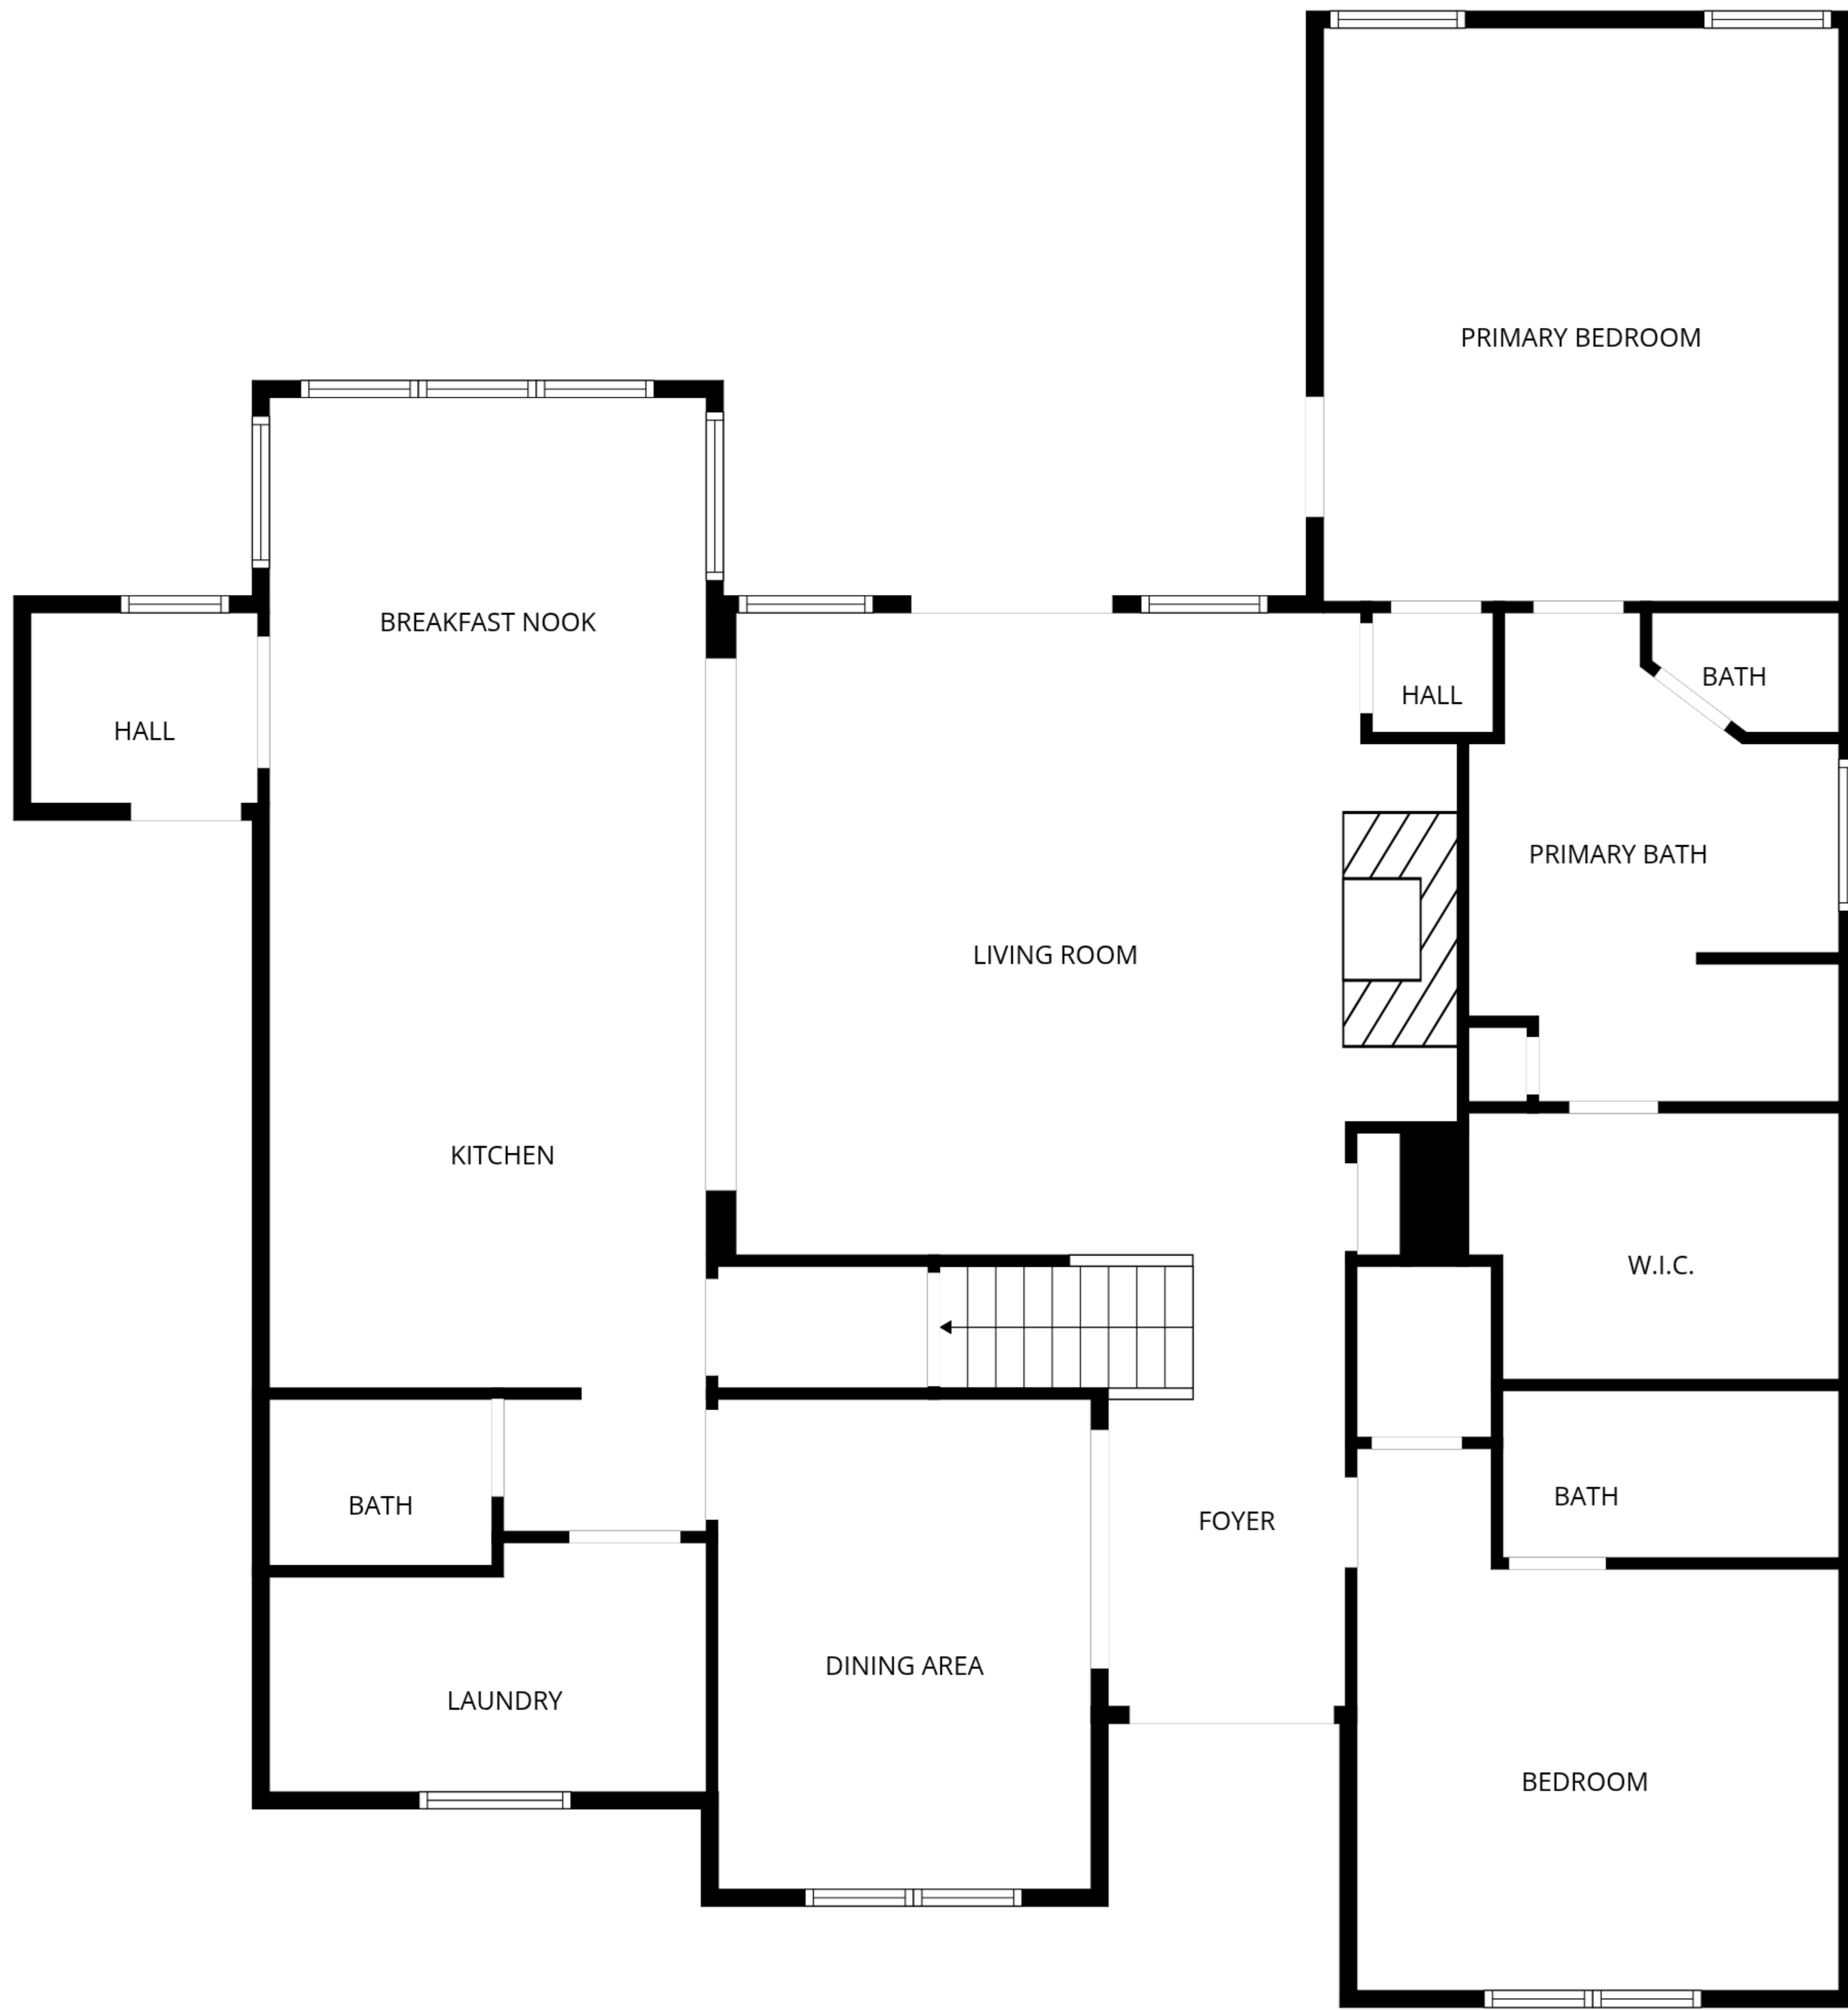 PRIMARY BEDROOM
BREAKFAST NOOK
BATH
HALL
HALL
PRIMARY BATH
LIVING ROOM
KITCHEN
W.I.C.
BATH
BATH
FOYER
DINING AREA
LAUNDRY
BEDROOM